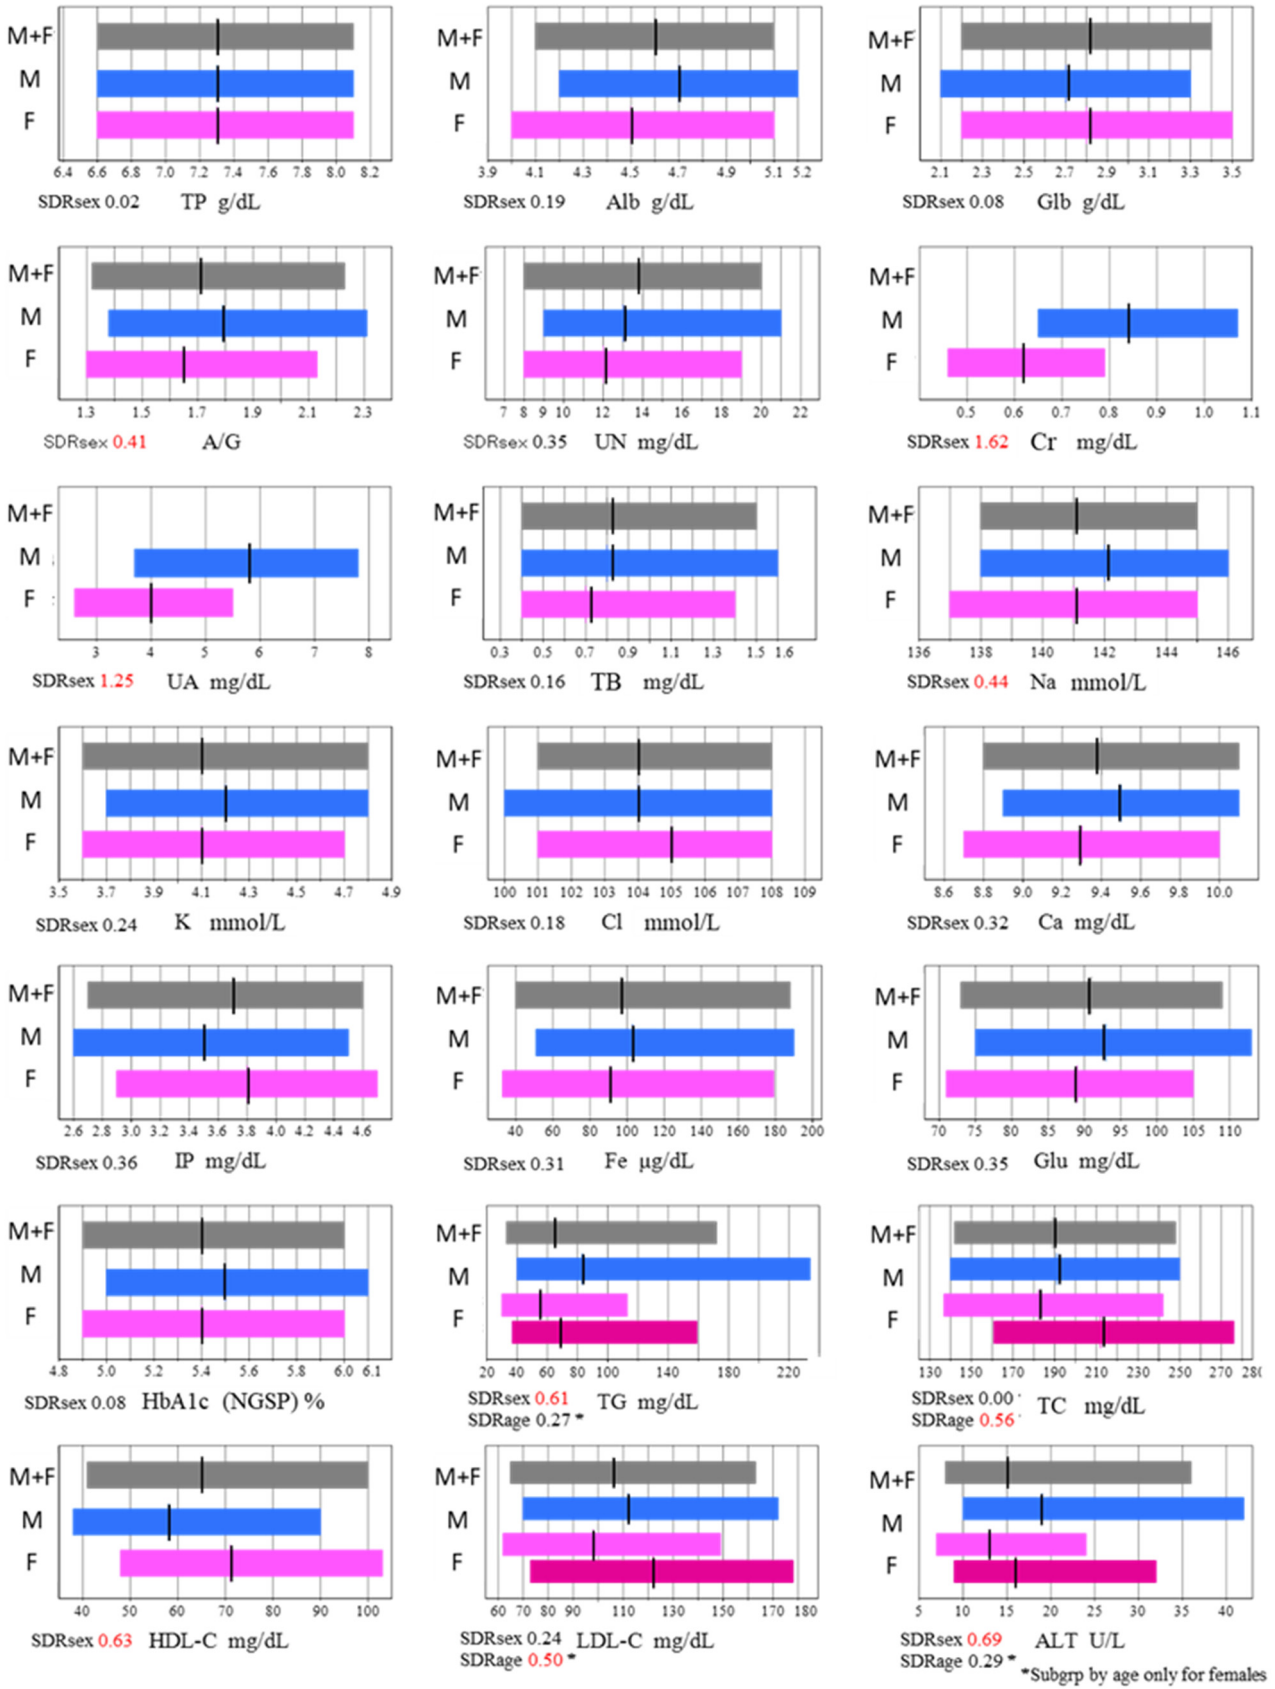 M+F
M
F
6.4 6.6 6.8 7.0 7.2 7.4 7.6 7.8 8.0 8.2
SDRsex 0.02 TP g/dL
M+F
M
F
3.9 4.1 4.3 4.5 4.7 4.9 5.1 5.2
SDRsex 0.19 Alb g/dL
M+F
M
F
2.1 2.3 2.5 2.7 2.9 3.1 3.3 3.5
SDRsex 0.08 Glb g/dL
M+F
M
F
1.3 1.5 1.7 1.9 2.1 2.3
SDRsex 0.41 A/G
M+F
M
F
7 8 9 10 12 14 16 18 20 22
SDRsex 0.35 UN mg/dL
M+F
M
F
0.5 0.6 0.7 0.8 0.9 1.0 1.1
SDRsex 1.62 Cr mg/dL
M+F
M
F
3 4 5 6 7 8
SDRsex 1.25 UA mg/dL
M+F
M
F
0.3 0.5 0.7 0.9 1.1 1.3 1.5 1.6
SDRsex 0.16 TB mg/dL
M+F
M
F
136 138 140 142 144 146
SDRsex 0.44 Na mmol/L
M+F
M
F
3.5 3.7 3.9 4.1 4.3 4.5 4.7 4.9
SDRsex 0.24 K mmol/L
M+F
M
F
100 101 102 103 104 105 106 107 108 109
SDRsex 0.18 Cl mmol/L
M+F
M
F
8.6 8.8 9.0 9.2 9.4 9.6 9.8 10.0
SDRsex 0.32 Ca mg/dL
M+F
M
F
2.6 2.8 3.0 3.2 3.4 3.6 3.8 4.0 4.2 4.4 4.6
SDRsex 0.36 IP mg/dL
M+F
M
F
40 60 80 100 120 140 160 180 200
SDRsex 0.31 Fe µg/dL
M+F
M
F
70 75 80 85 90 95 100 105 110
SDRsex 0.35 Glu mg/dL
M+F
M
F
4.8 5.0 5.2 5.4 5.6 5.8 6.0 6.1
SDRsex 0.08 HbA1c (NGSP) %
M+F
M
F
20 60 100 140 180 220
SDRsex 0.61 TG mg/dL
SDRage 0.27 *
M+F
M
F
130 150 170 190 210 230 250 270 280
SDRsex 0.00 TC mg/dL
SDRage 0.56
M+F
M
F
40 50 60 70 80 90 100
SDRsex 0.63 HDL-C mg/dL
M+F
M
F
60 70 80 90 110 130 150 170 180
SDRsex 0.24 LDL-C mg/dL
SDRage 0.50 *
M+F
M
F
5 10 15 20 25 30 35 40
SDRsex 0.69 ALT U/L
SDRage 0.29 *
*Subgrp by age only for females